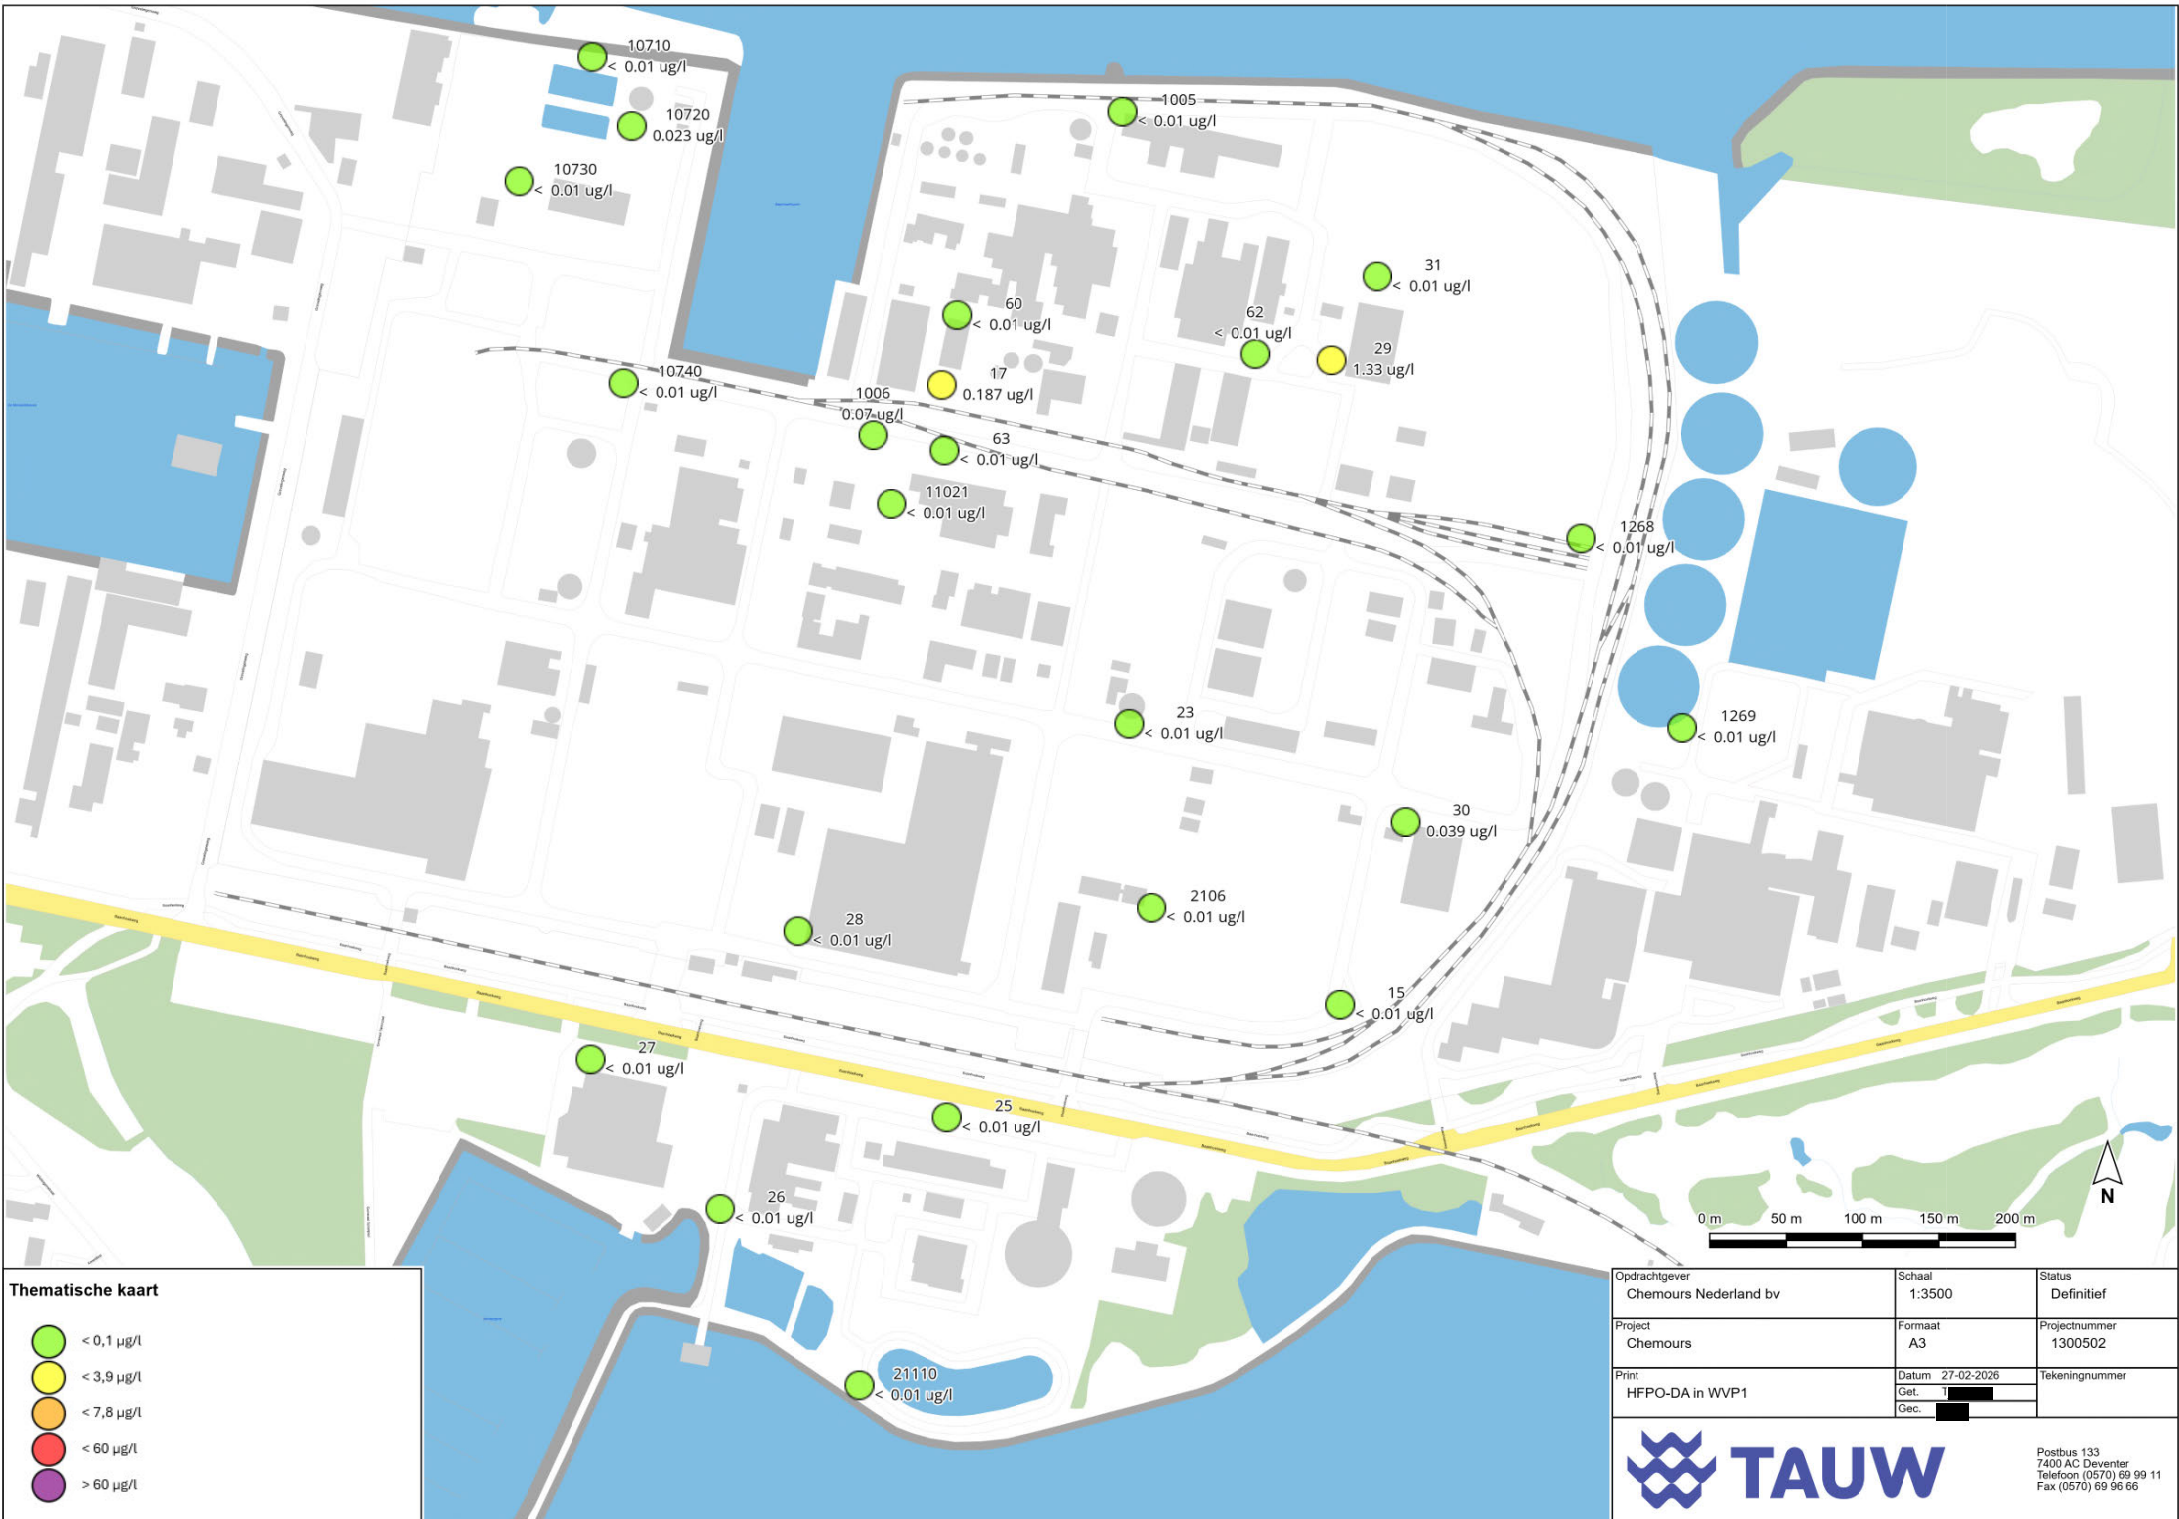 10710
< 0.01 ug/l
10720
0.023 ug/l
10730
< 0.01 ug/l
1005
< 0.01 ug/l
31
< 0.01 ug/l
60
< 0.01 ug/l
62
< 0.01 ug/l
29
1.33 ug/l
17
0.187 ug/l
10740
< 0.01 ug/l
1006
0.07 ug/l
63
< 0.01 ug/l
11021
< 0.01 ug/l
1268
< 0.01 ug/l
23
< 0.01 ug/l
1269
< 0.01 ug/l
30
0.039 ug/l
2106
< 0.01 ug/l
28
< 0.01 ug/l
15
< 0.01 ug/l
27
< 0.01 ug/l
25
< 0.01 ug/l
26
< 0.01 ug/l
21110
< 0.01 ug/l
N
0 m 50 m 100 m 150 m 200 m
Thematische kaart
< 0,1 µg/l
< 3,9 µg/l
< 7,8 µg/l
< 60 µg/l
> 60 µg/l
Opdrachtgever
Chemours Nederland bv
Schaal
1:3500
Status
Definitief
Project
Chemours
Formaat
A3
Projectnummer
1300502
Print
HFPO-DA in WVP1
Datum 27-02-2026
Get. T
Gec.
Tekeningnummer
TAUW
Postbus 133
7400 AC Deventer
Telefoon (0570) 69 99 11
Fax (0570) 69 96 66